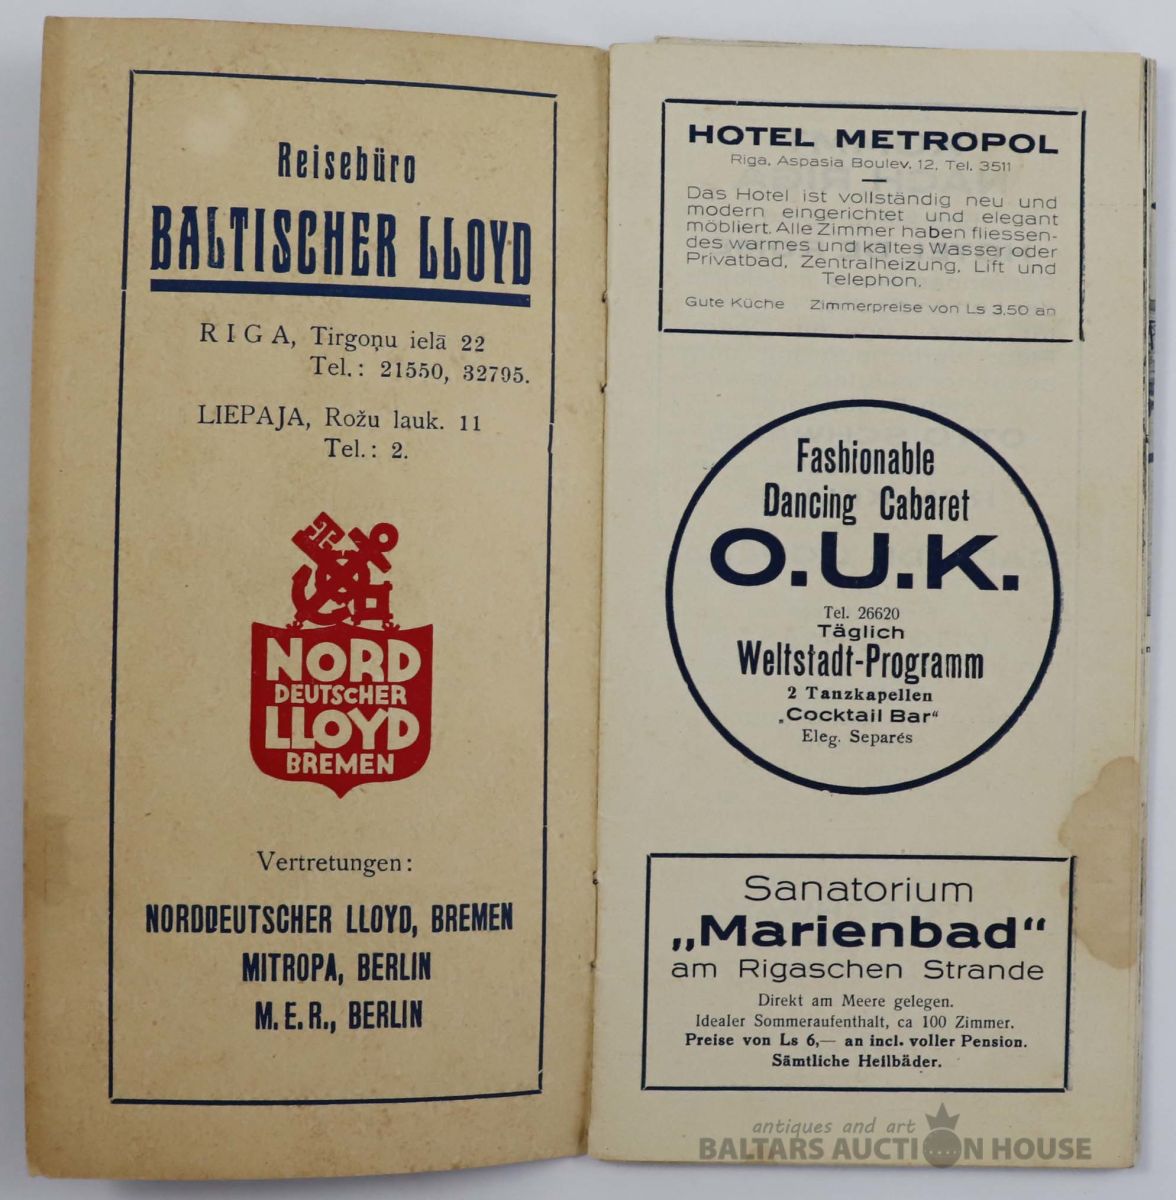 Reisebüro
BALTISCHER LLOYD
RIGA, Tirgoņu ielā 22
Tel.: 21550, 32795.
LIEPAJA, Rožu lauk. 11
Tel.: 2.
NORD
DEUTSCHER
LLOYD
BREMEN
Vertretungen:
NORDDEUTSCHER LLOYD, BREMEN
MITROPA, BERLIN
M. E. R., BERLIN
HOTEL METROPOL
Riga, Aspasia Boulev. 12, Tel. 3511
Das Hotel ist vollständig neu und
modern eingerichtet und elegant
möbliert. Alle Zimmer haben fliessen-
des warmes und kaltes Wasser oder
Privatbad, Zentralheizung, Lift und
Telephon.
Gute Küche Zimmerpreise von Ls 3,50 an
Fashionable
Dancing Cabaret
O.U.K.
Tel. 26620
Täglich
Weltstadt-Programm
2 Tanzkapellen
„Cocktail Bar“
Eleg. Separés
Sanatorium
„Marienbad“
am Rigaschen Strande
Direkt am Meere gelegen.
Idealer Sommeraufenthalt, ca 100 Zimmer.
Preise von Ls 6,— an incl. voller Pension.
Sämtliche Heilbäder.
antiques and art
BALTARS AUCTION HOUSE